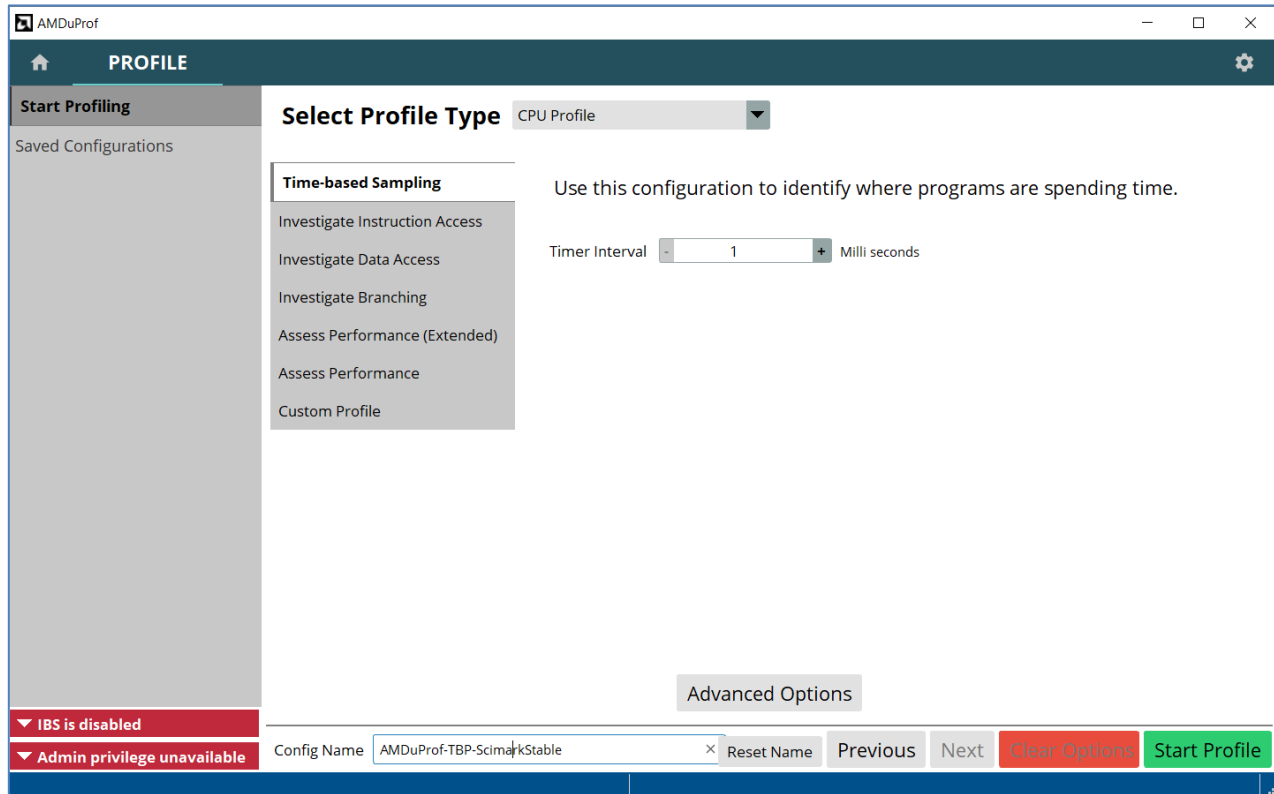 AMDuProf
PROFILE
Start Profiling
Saved Configurations
Select Profile Type CPU Profile
Time-based Sampling
Investigate Instruction Access
Investigate Data Access
Investigate Branching
Assess Performance (Extended)
Assess Performance
Custom Profile
Use this configuration to identify where programs are spending time.
Timer Interval - 1 + Milli seconds
Advanced Options
IBS is disabled
Admin privilege unavailable
Config Name AMDuProf-TBP-ScimarkStable × Reset Name Previous Next Clear Options Start Profile